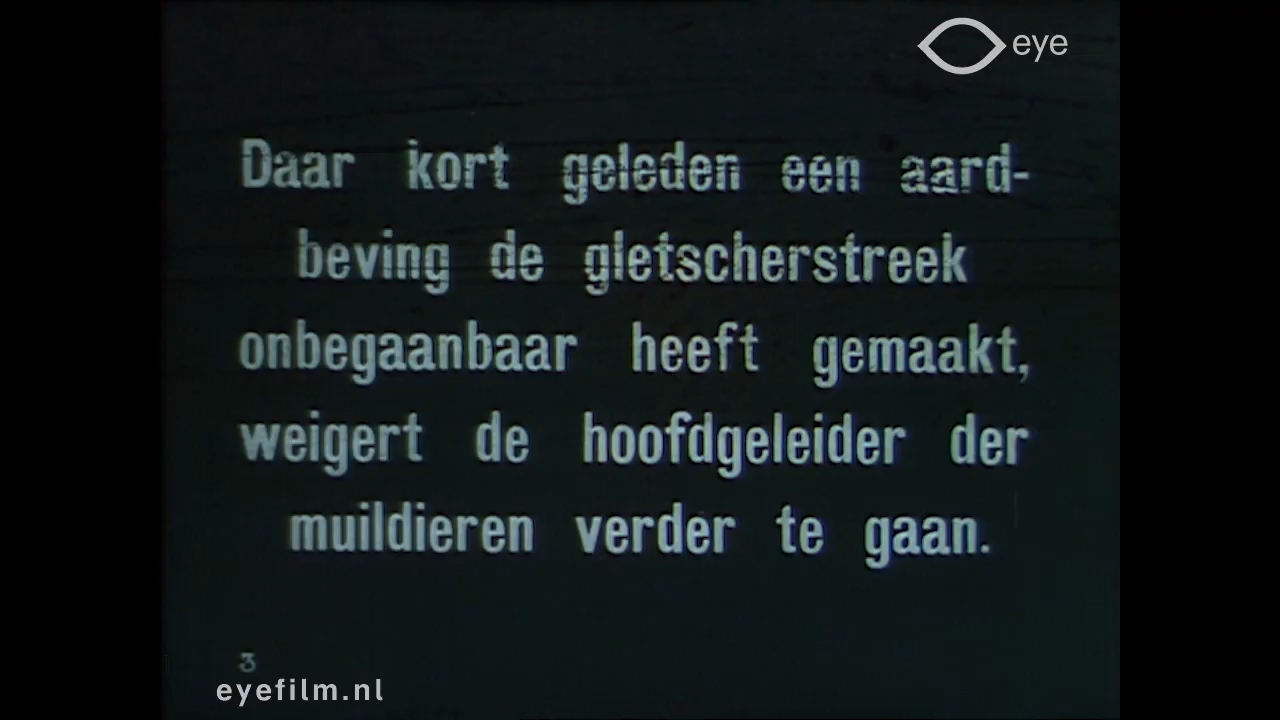 eye
Daar kort geleden een aard-
beving de gletscherstreek
onbegaanbaar heeft gemaakt,
weigert de hoofdgeleider der
muildieren verder te gaan.
3
eyefilm.nl